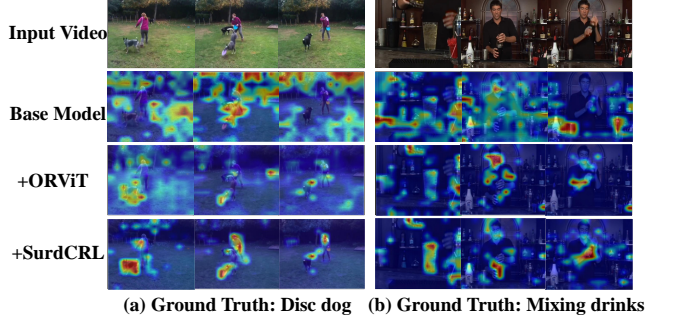 Input Video
Base Model
+ORViT
+SurdCRL
(a) Ground Truth: Disc dog
(b) Ground Truth: Mixing drinks